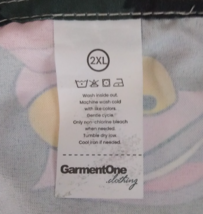 2XL
Wash inside out.
Machine wash cold
with like colors.
Gentle cycle.
Only non-chlorine bleach
when needed.
Tumble dry low.
Cool iron if needed.
GarmentOne
clothing